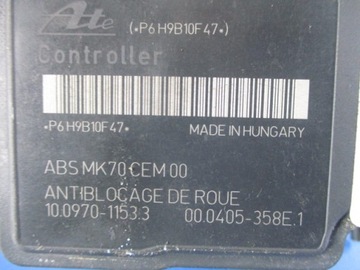 Ate (*P6H9B10F47*)
Controller
*P6H9B10F47* MADE IN HUNGARY
ABS MK70 CEM 00
ANTIBLOCAGE DE ROUE
10.0970-1153.3 00.0405-358E.1